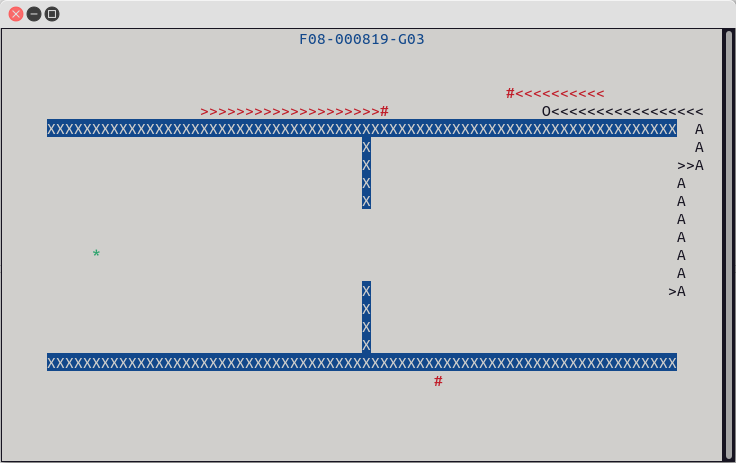 F08-000819-G03
#<<<<<<<<<<
>>>>>>>>>>>>>>>>>>>># O<<<<<<<<<<<<<<<<<
XXXXXXXXXXXXXXXXXXXXXXXXXXXXXXXXXXXXXXXXXXXXXXXXXXXXXXXXXXXXXXXXXXXXXX A
X A
X >>A
X A
X A
A
A
* A
A
X >A
X
X
X
XXXXXXXXXXXXXXXXXXXXXXXXXXXXXXXXXXXXXXXXXXXXXXXXXXXXXXXXXXXXXXXXXXXXXX
#